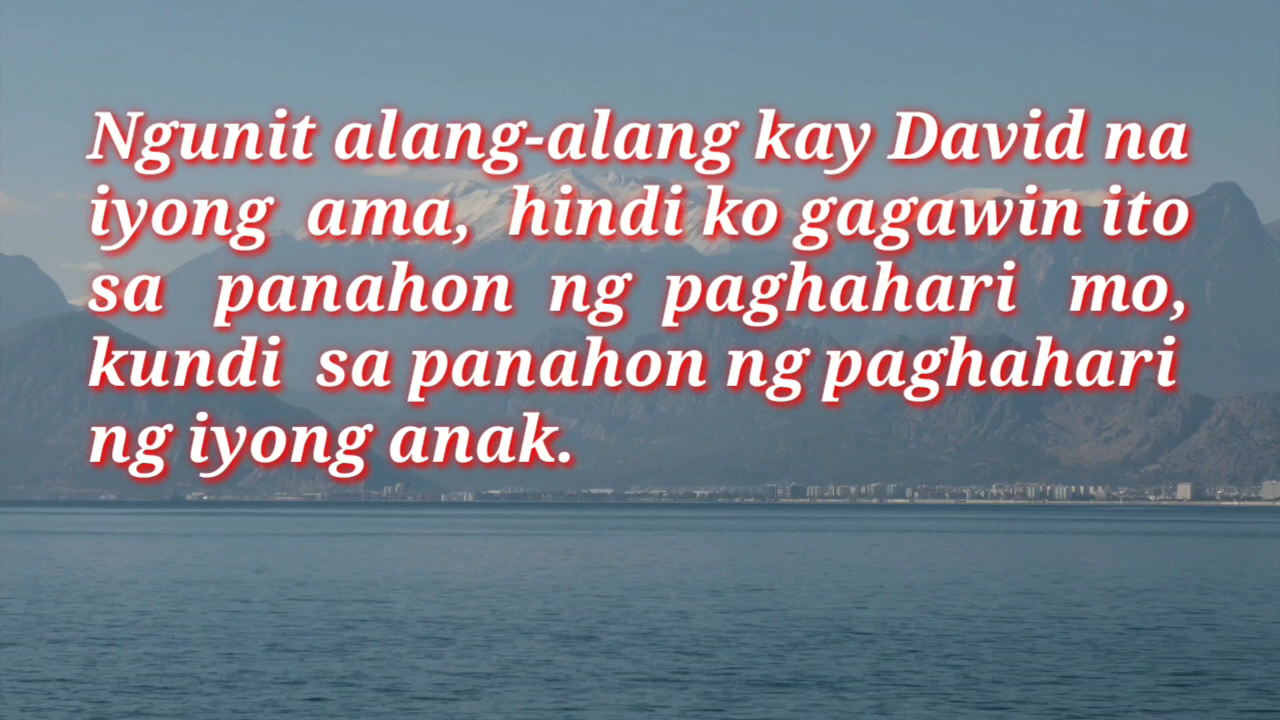 Ngunit alang-alang kay David na
iyong ama, hindi ko gagawin ito
sa panahon ng paghahari mo,
kundi sa panahon ng paghahari
ng iyong anak.